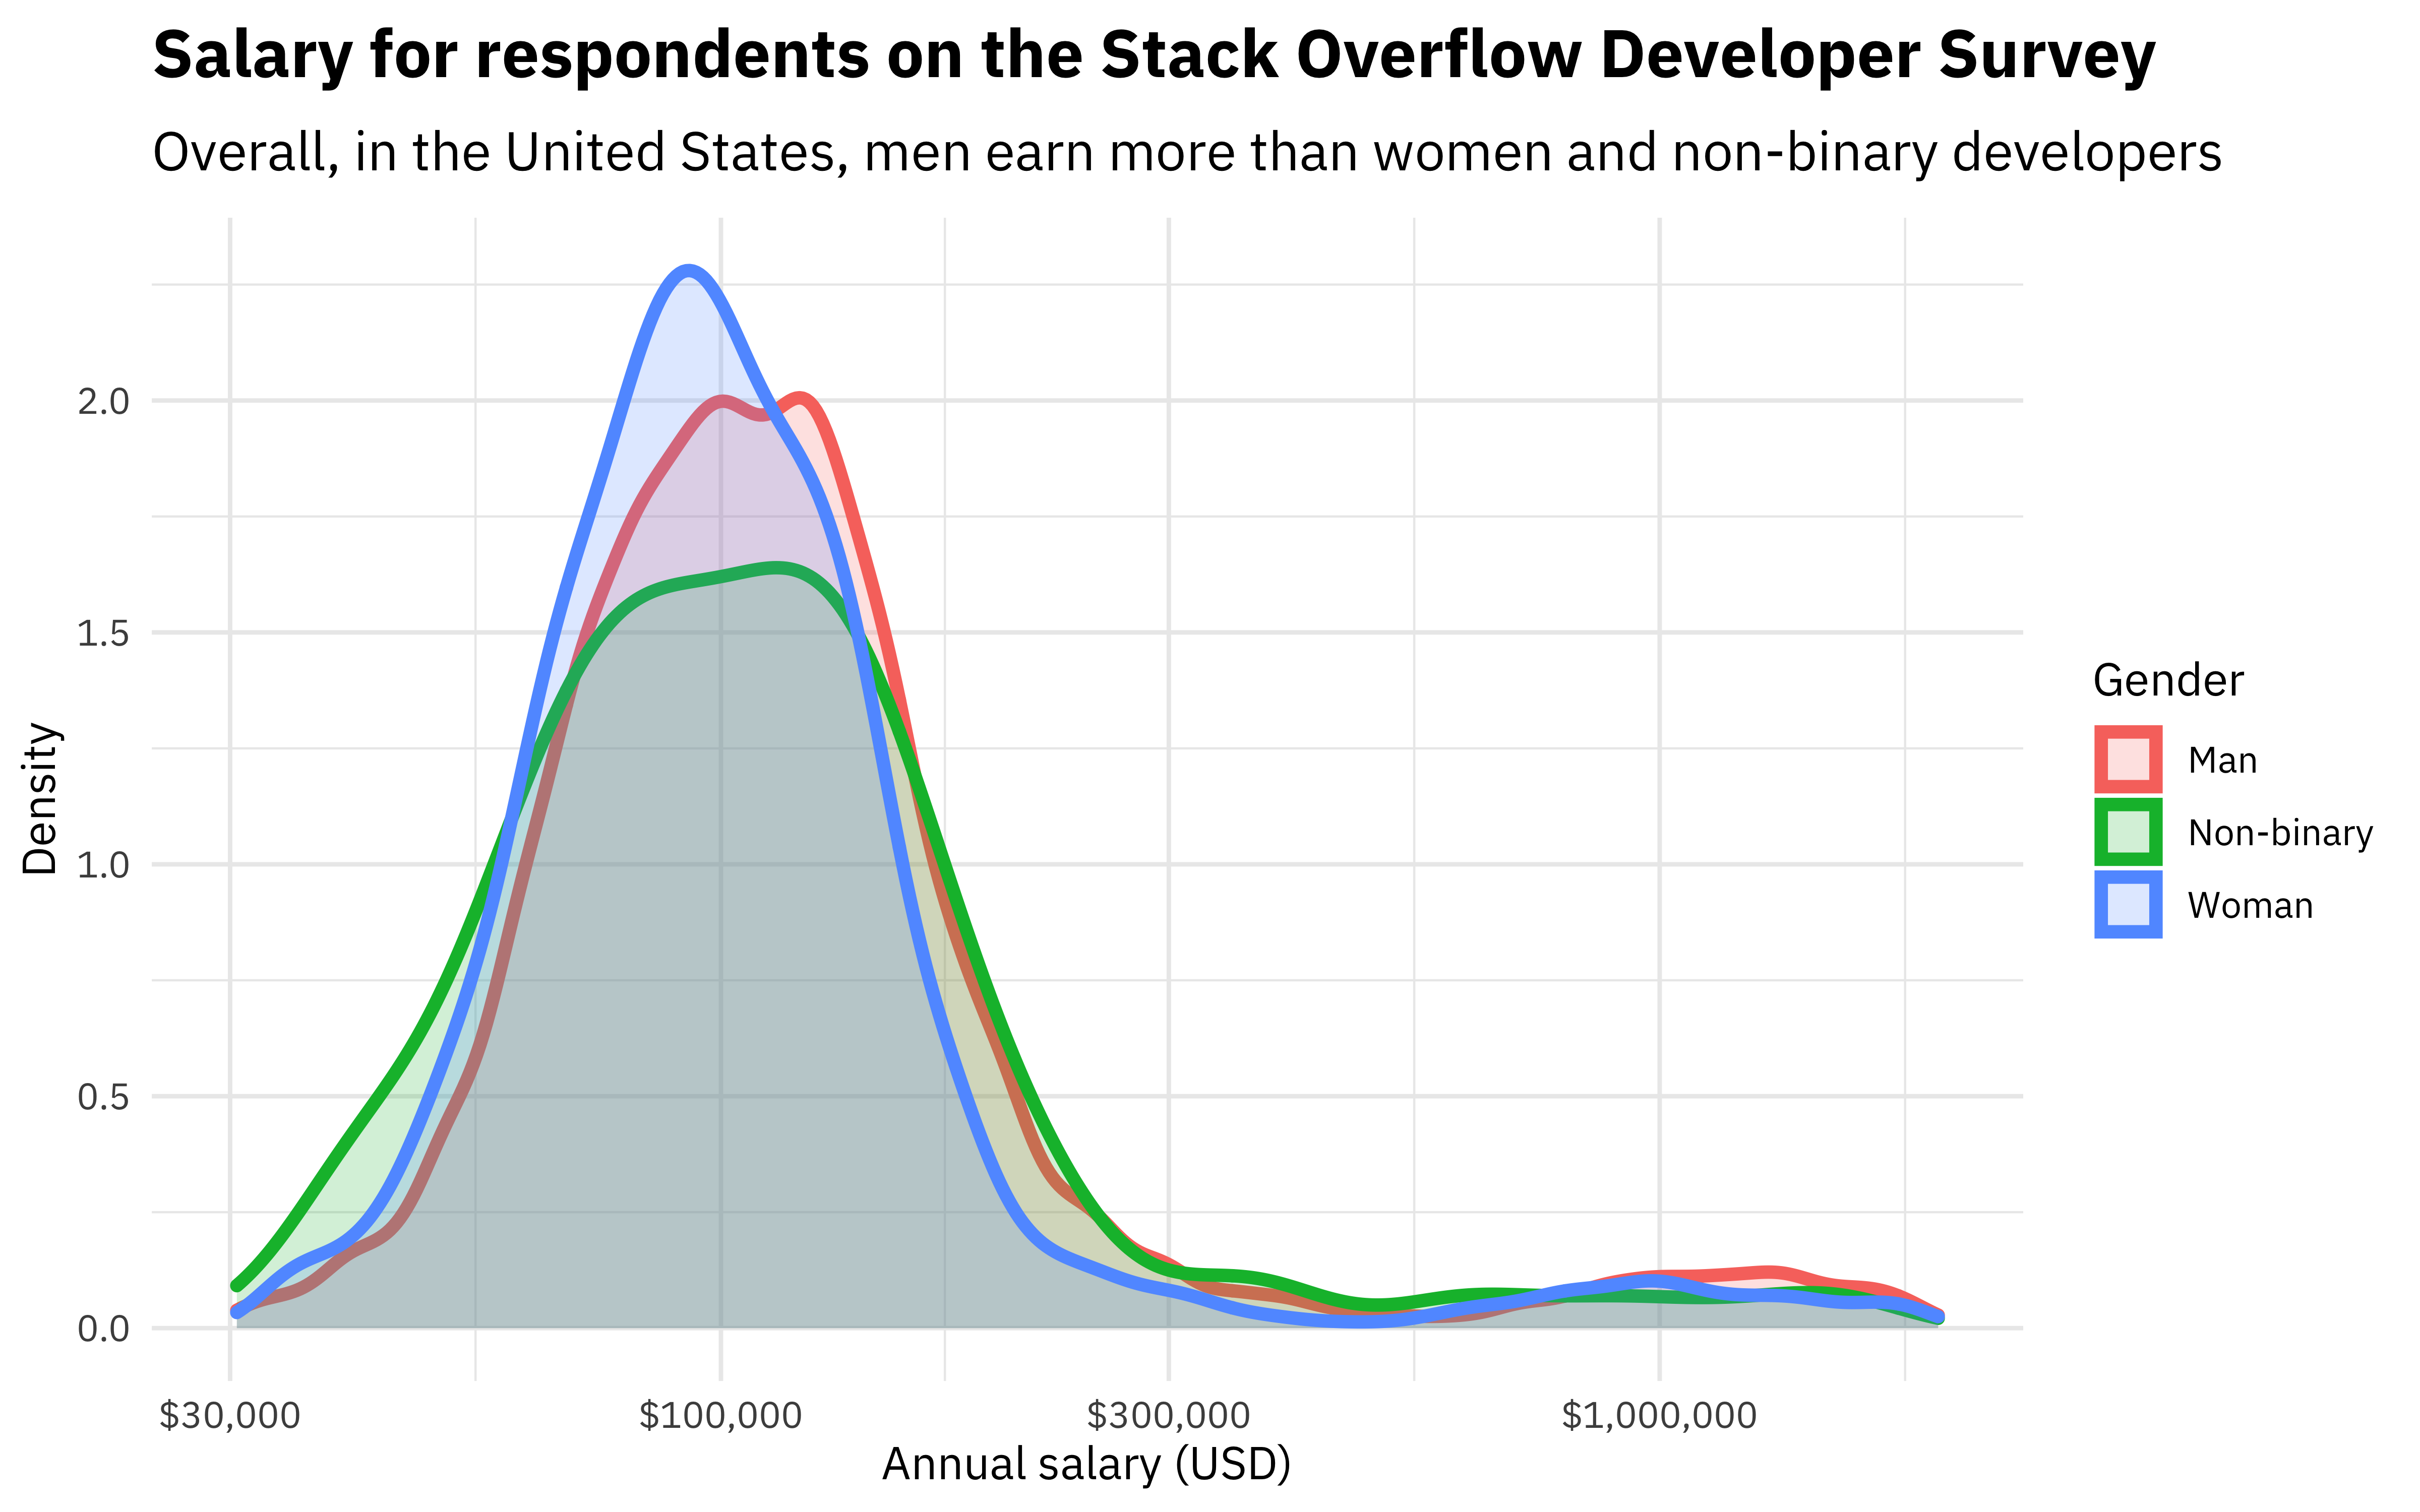 Salary for respondents on the Stack Overflow Developer Survey
Overall, in the United States, men earn more than women and non-binary developers
Density
2.0
1.5
1.0
0.5
0.0
$30,000
$100,000
$300,000
$1,000,000
Annual salary (USD)
Gender
Man
Non-binary
Woman